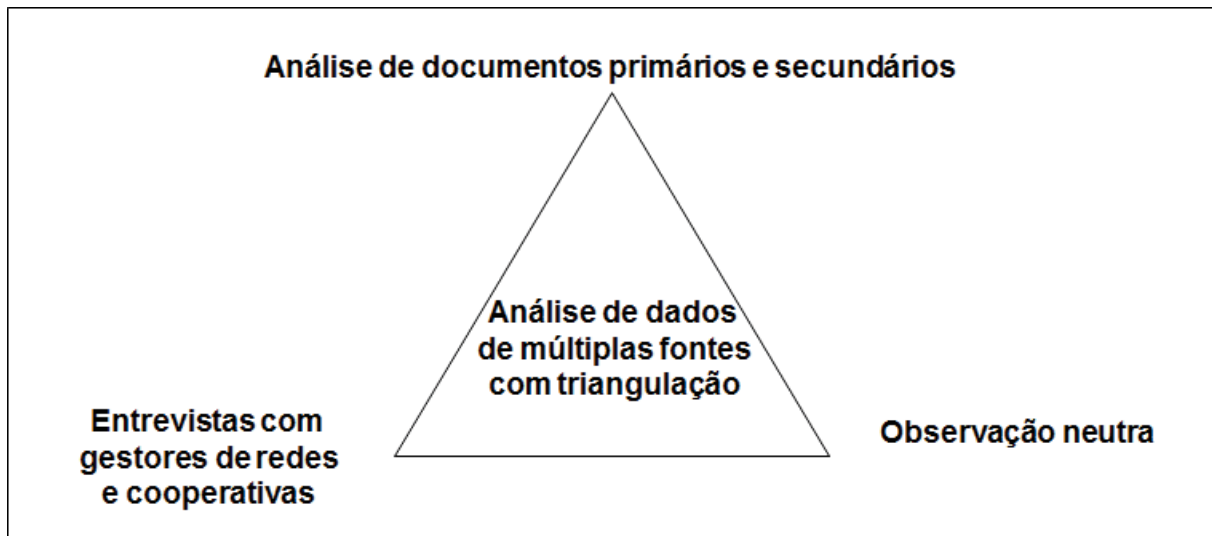 Análise de documentos primários e secundários
Análise de dados
de múltiplas fontes
com triangulação
Entrevistas com
gestores de redes
e cooperativas
Observação neutra